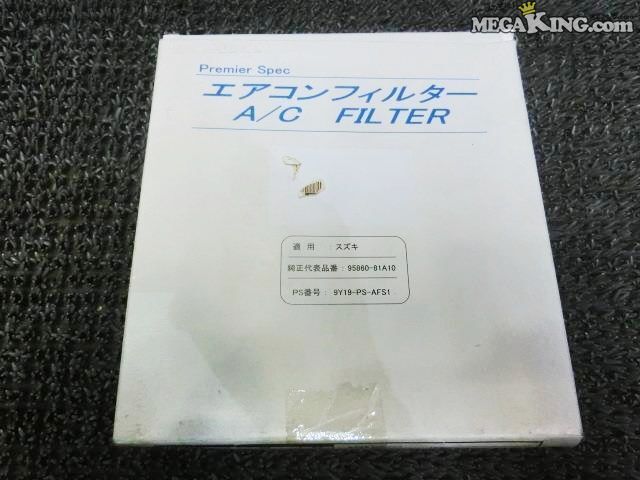 MEGAKING.com
Premier Spec
エアコンフィルター
A/C FILTER
適用 : スズキ
純正代表品番 : 95860-81A10
PS番号 : 9Y19-PS-AFS1